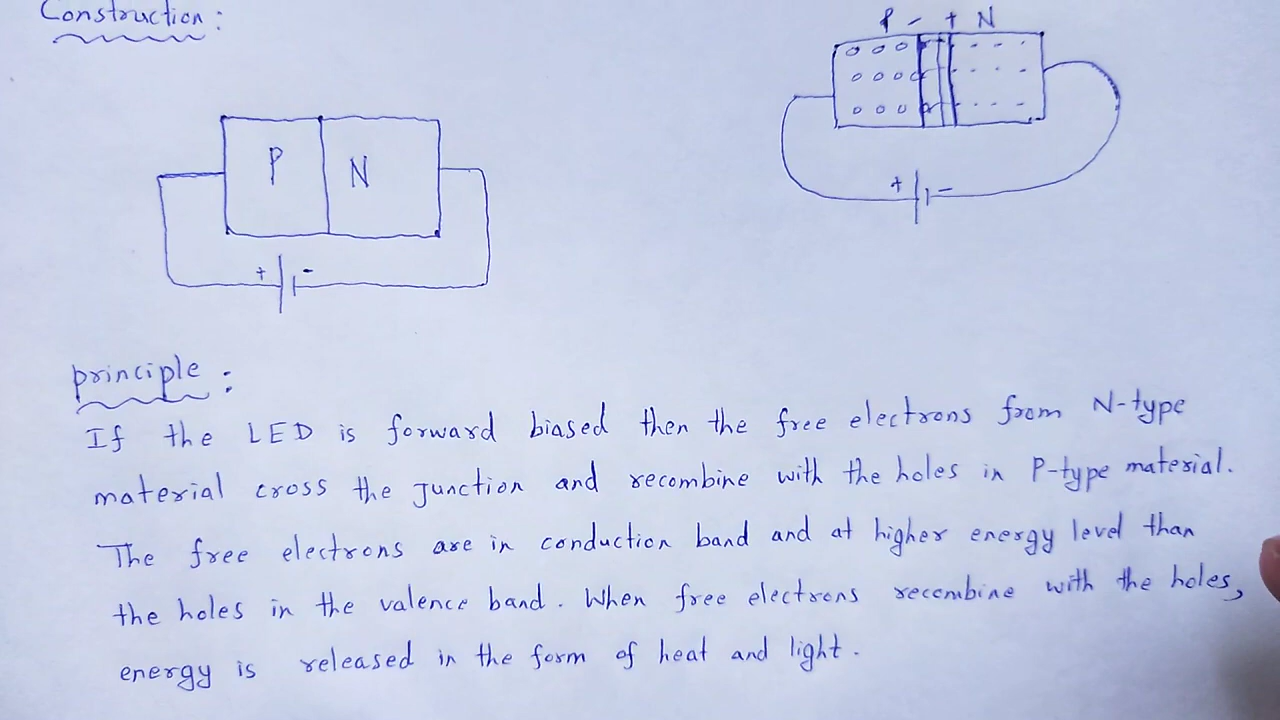 Construction:
P - + N
P N
+ -
+ -
principle:
If the LED is forward biased then the free electrons from N-type
material cross the junction and recombine with the holes in P-type material.
The free electrons are in conduction band and at higher energy level than
the holes in the valence band. When free electrons recombine with the holes,
energy is released in the form of heat and light.